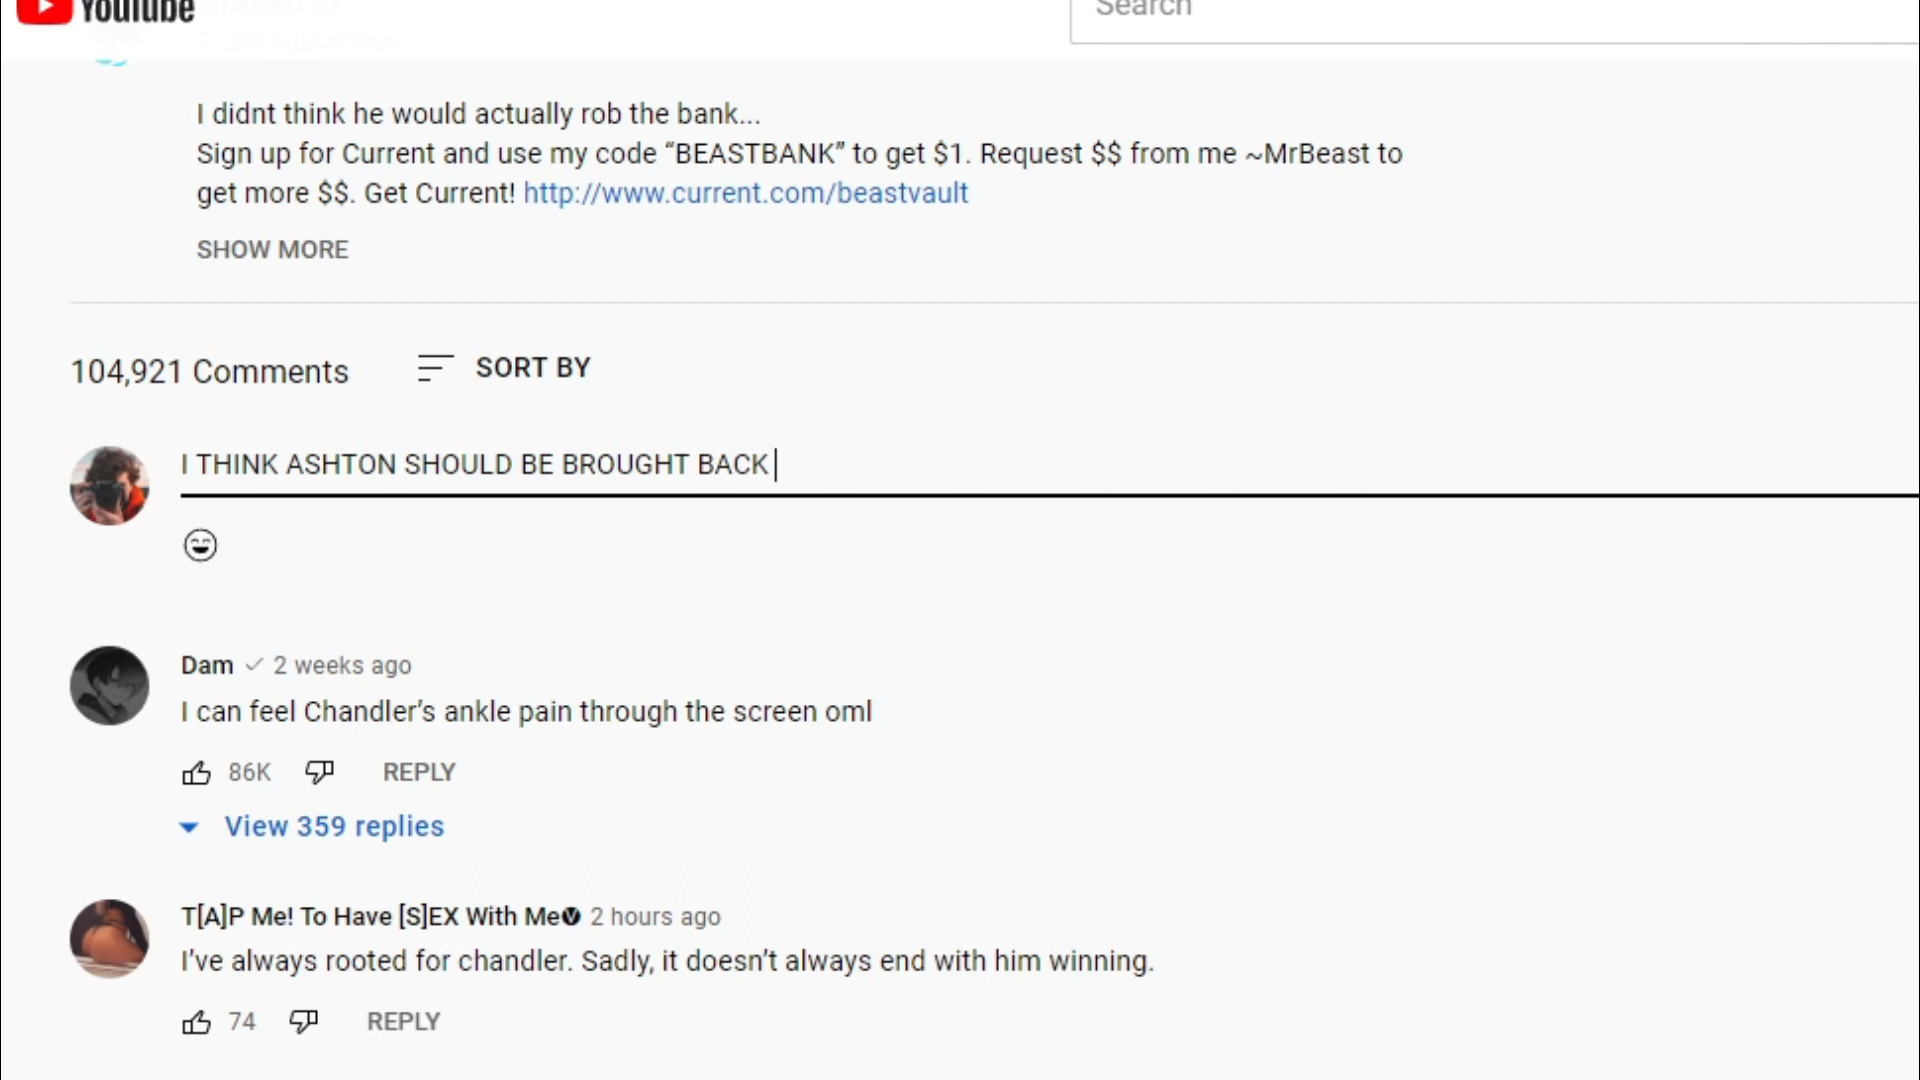 YouTube
Search
I didnt think he would actually rob the bank...
Sign up for Current and use my code “BEASTBANK” to get $1. Request $$ from me ~MrBeast to
get more $$. Get Current! http://www.current.com/beastvault
SHOW MORE
104,921 Comments
SORT BY
I THINK ASHTON SHOULD BE BROUGHT BACK
Dam 2 weeks ago
I can feel Chandler’s ankle pain through the screen oml
86K REPLY
View 359 replies
T[A]P Me! To Have [S]EX With Me 2 hours ago
I’ve always rooted for chandler. Sadly, it doesn’t always end with him winning.
74 REPLY